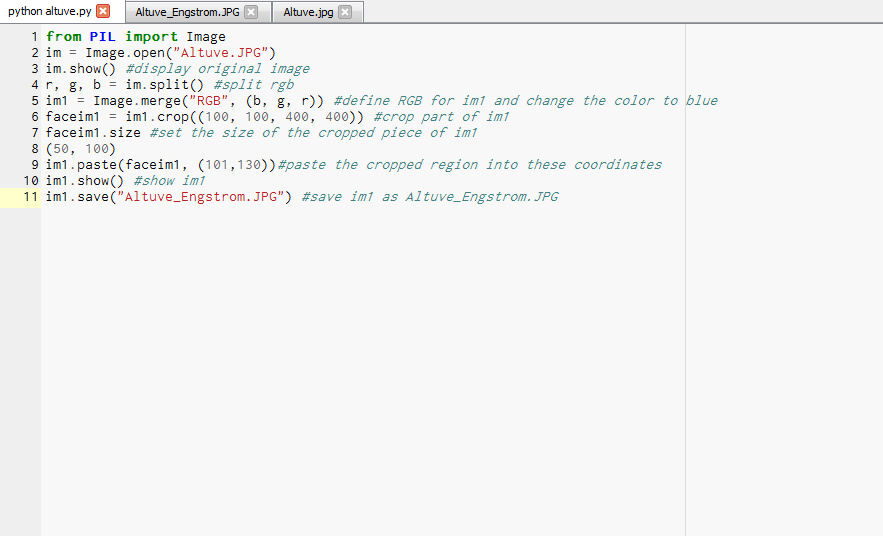 python altuve.py Altuve_Engstrom.JPG Altuve.jpg
1 from PIL import Image
2 im = Image.open("Altuve.JPG")
3 im.show() #display original image
4 r, g, b = im.split() #split rgb
5 im1 = Image.merge("RGB", (b, g, r)) #define RGB for im1 and change the color to blue
6 faceim1 = im1.crop((100, 100, 400, 400)) #crop part of im1
7 faceim1.size #set the size of the cropped piece of im1
8 (50, 100)
9 im1.paste(faceim1, (101,130))#paste the cropped region into these coordinates
10 im1.show() #show im1
11 im1.save("Altuve_Engstrom.JPG") #save im1 as Altuve_Engstrom.JPG